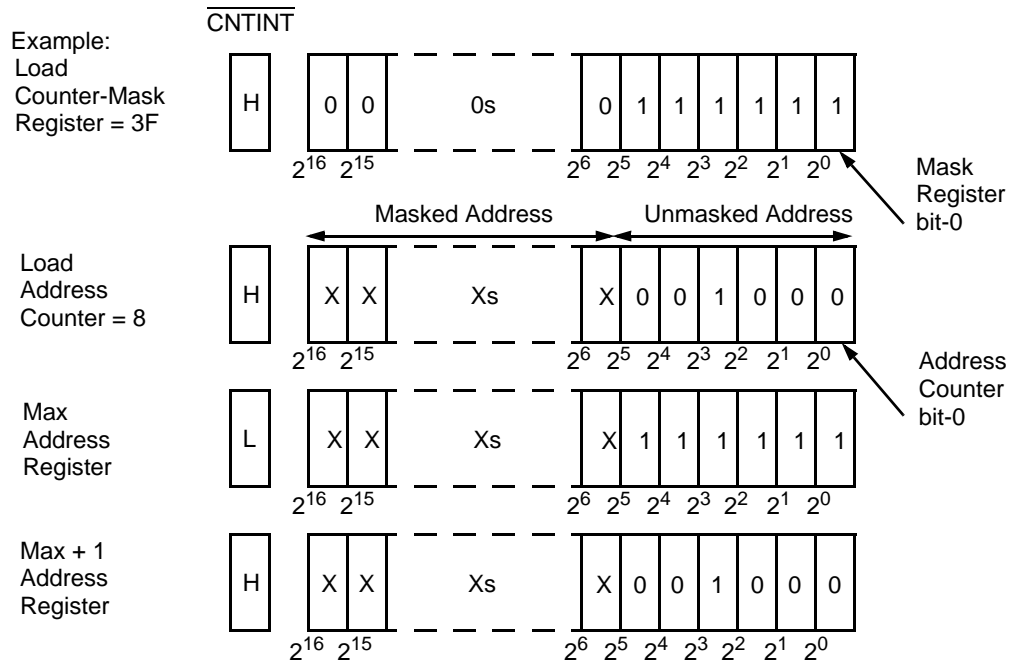 CNTINT
Example:
Load
Counter-Mask
Register = 3F
H 0 0 0s 0 1 1 1 1 1 1
2^16 2^15 2^6 2^5 2^4 2^3 2^2 2^1 2^0
Mask
Register
bit-0
Masked Address Unmasked Address
Load
Address
Counter = 8
H X X Xs X 0 0 1 0 0 0
2^16 2^15 2^6 2^5 2^4 2^3 2^2 2^1 2^0
Address
Counter
bit-0
Max
Address
Register
L X X Xs X 1 1 1 1 1 1
2^16 2^15 2^6 2^5 2^4 2^3 2^2 2^1 2^0
Max + 1
Address
Register
H X X Xs X 0 0 1 0 0 0
2^16 2^15 2^6 2^5 2^4 2^3 2^2 2^1 2^0